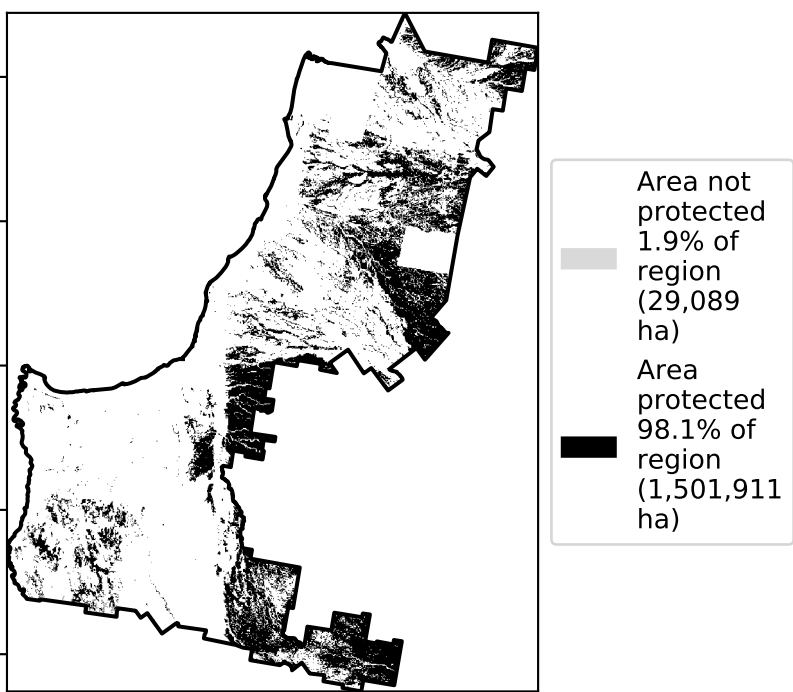 Area not
protected
1.9% of
region
(29,089
ha)
Area
protected
98.1% of
region
(1,501,911
ha)